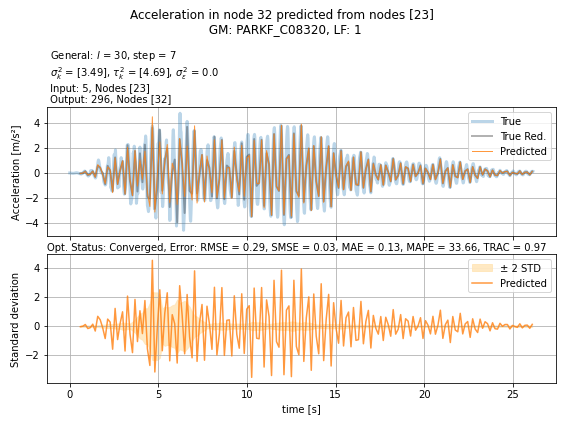 Acceleration in node 32 predicted from nodes [23]
GM: PARKF_C08320, LF: 1
General: l = 30, step = 7
σ²ₖ = [3.49], τ²ₖ = [4.69], σ²ε = 0.0
Input: 5, Nodes [23]
Output: 296, Nodes [32]
Acceleration [m/s²]
4
2
0
−2
−4
True
True Red.
Predicted
Opt. Status: Converged, Error: RMSE = 0.29, SMSE = 0.03, MAE = 0.13, MAPE = 33.66, TRAC = 0.97
Standard deviation
4
2
0
−2
± 2 STD
Predicted
0 5 10 15 20 25
time [s]